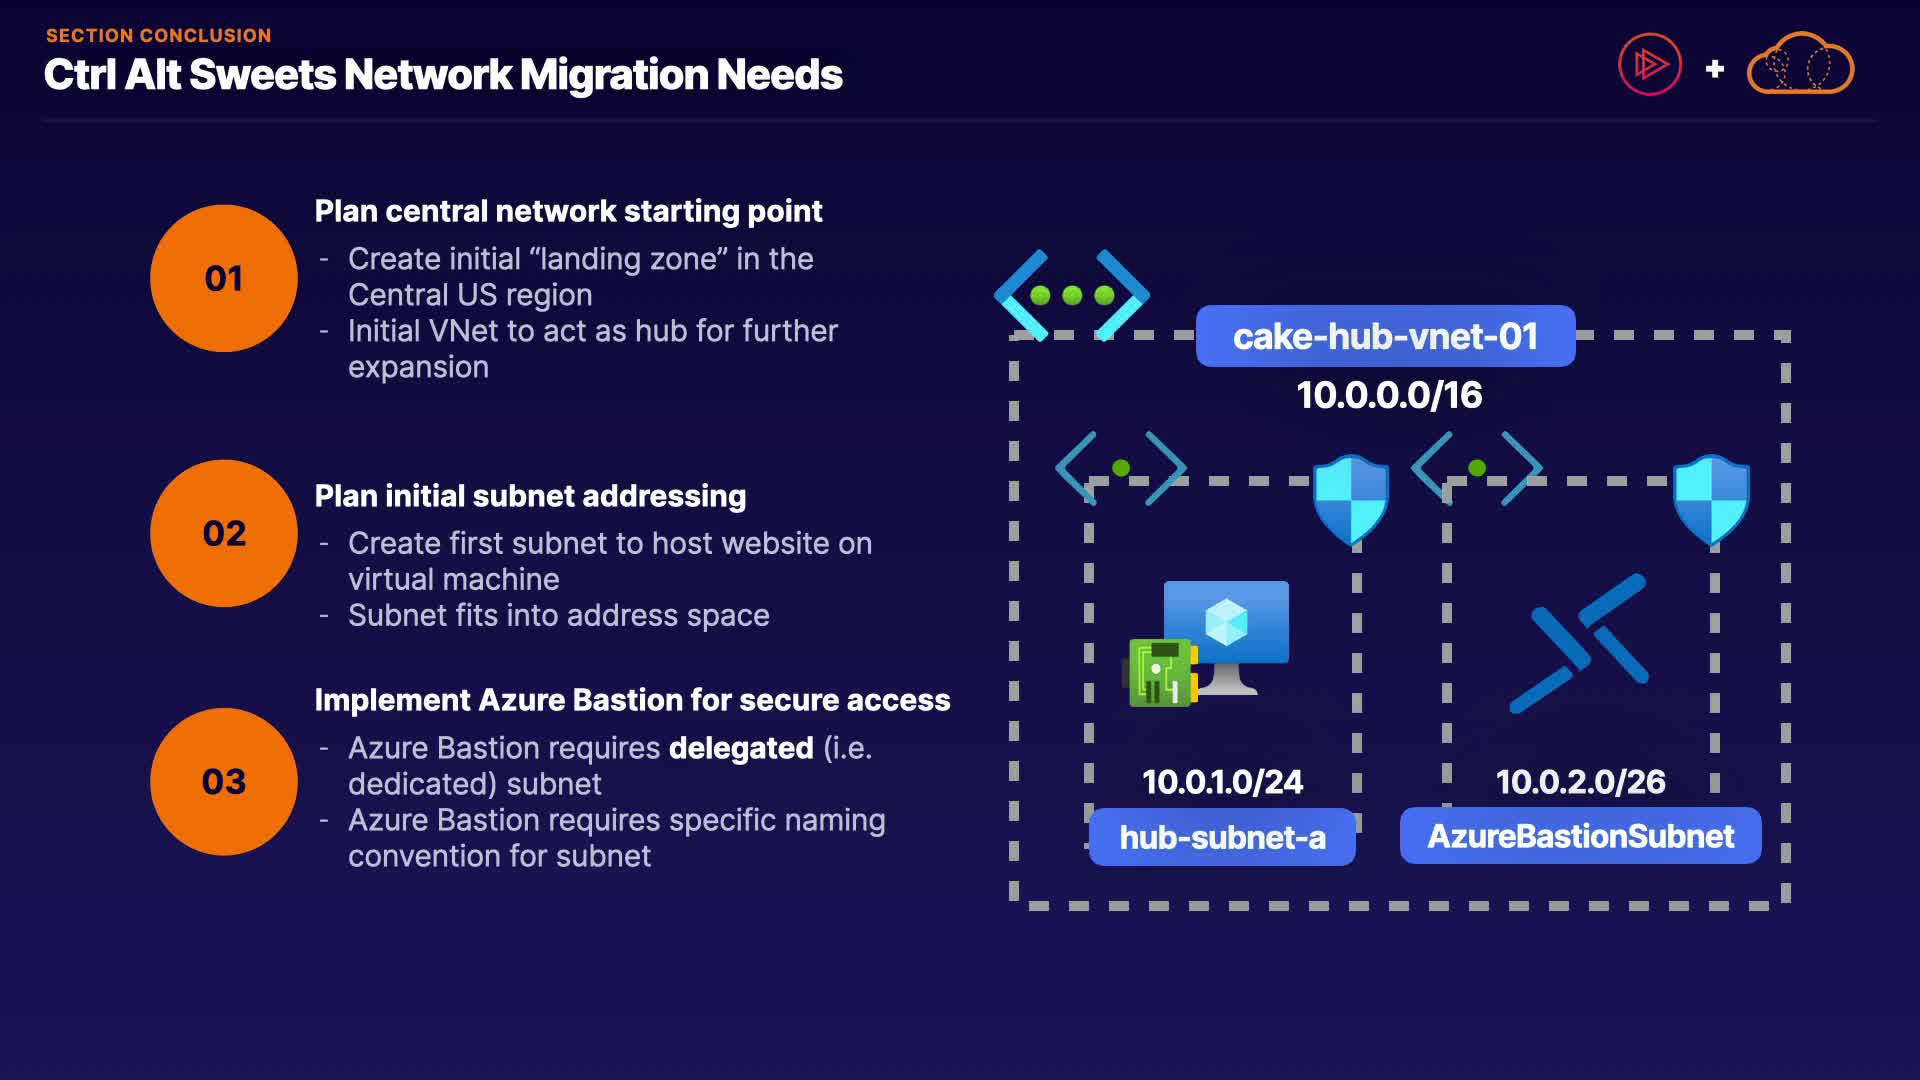 SECTION CONCLUSION
Ctrl Alt Sweets Network Migration Needs
+
01
Plan central network starting point
- Create initial “landing zone” in the
Central US region
- Initial VNet to act as hub for further
expansion
02
Plan initial subnet addressing
- Create first subnet to host website on
virtual machine
- Subnet fits into address space
03
Implement Azure Bastion for secure access
- Azure Bastion requires delegated (i.e.
dedicated) subnet
- Azure Bastion requires specific naming
convention for subnet
cake-hub-vnet-01
10.0.0.0/16
10.0.1.0/24
hub-subnet-a
10.0.2.0/26
AzureBastionSubnet